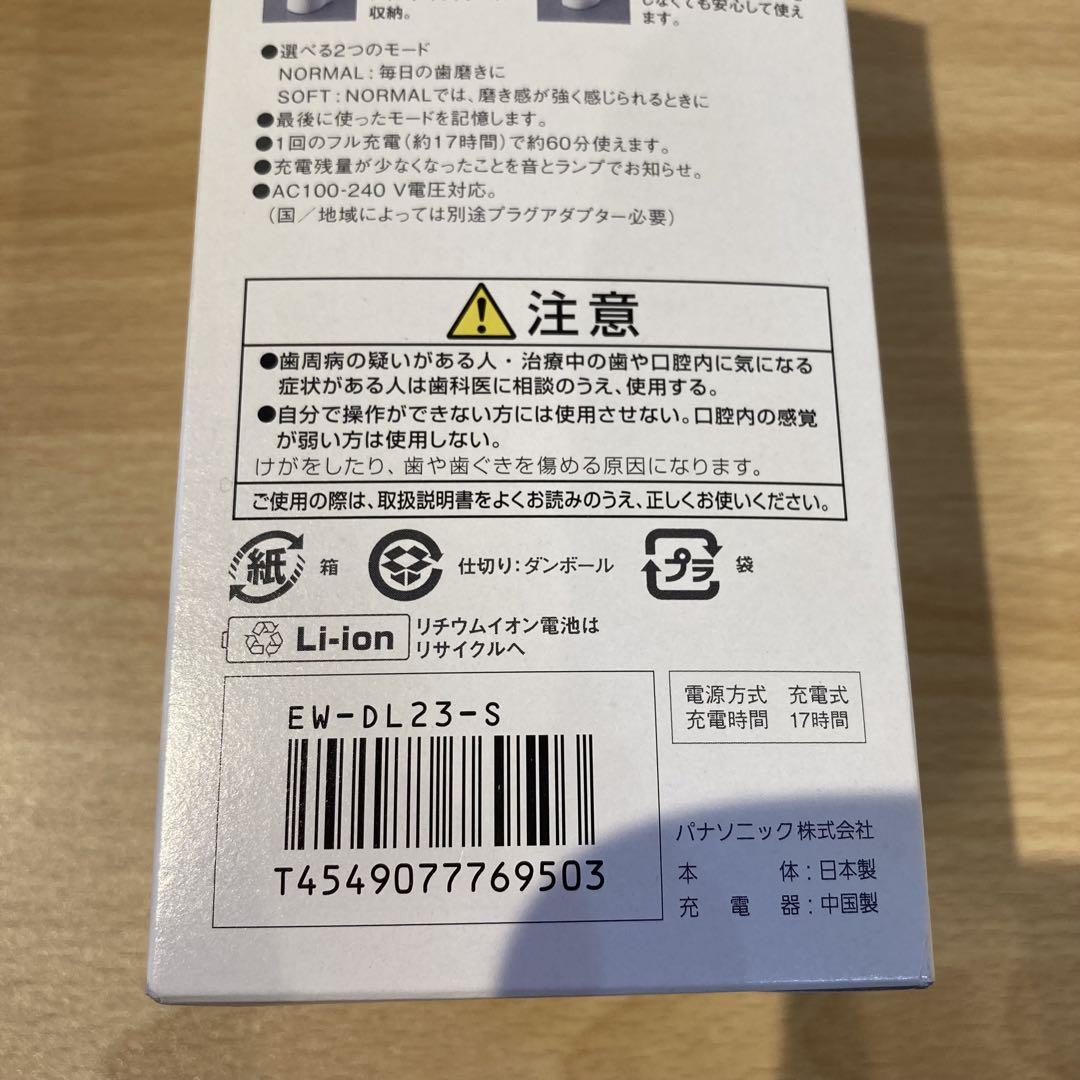 収納。
しなくても安心して使え
ます。
●選べる2つのモード
NORMAL：毎日の歯磨きに
SOFT：NORMALでは、磨き感が強く感じられるときに
●最後に使ったモードを記憶します。
●1回のフル充電（約17時間）で約60分使えます。
●充電残量が少なくなったことを音とランプでお知らせ。
●AC100-240 V電圧対応。
（国／地域によっては別途プラグアダプター必要）
注意
●歯周病の疑いがある人・治療中の歯や口腔内に気になる
症状がある人は歯科医に相談のうえ、使用する。
●自分で操作ができない方には使用させない。口腔内の感覚
が弱い方は使用しない。
けがをしたり、歯や歯ぐきを傷める原因になります。
ご使用の際は、取扱説明書をよくお読みのうえ、正しくお使いください。
紙 箱 仕切り：ダンボール プラ 袋
Li-ion リチウムイオン電池は
リサイクルへ
電源方式 充電式
充電時間 17時間
EW-DL23-S
T4549077769503
パナソニック株式会社
本体：日本製
充電器：中国製